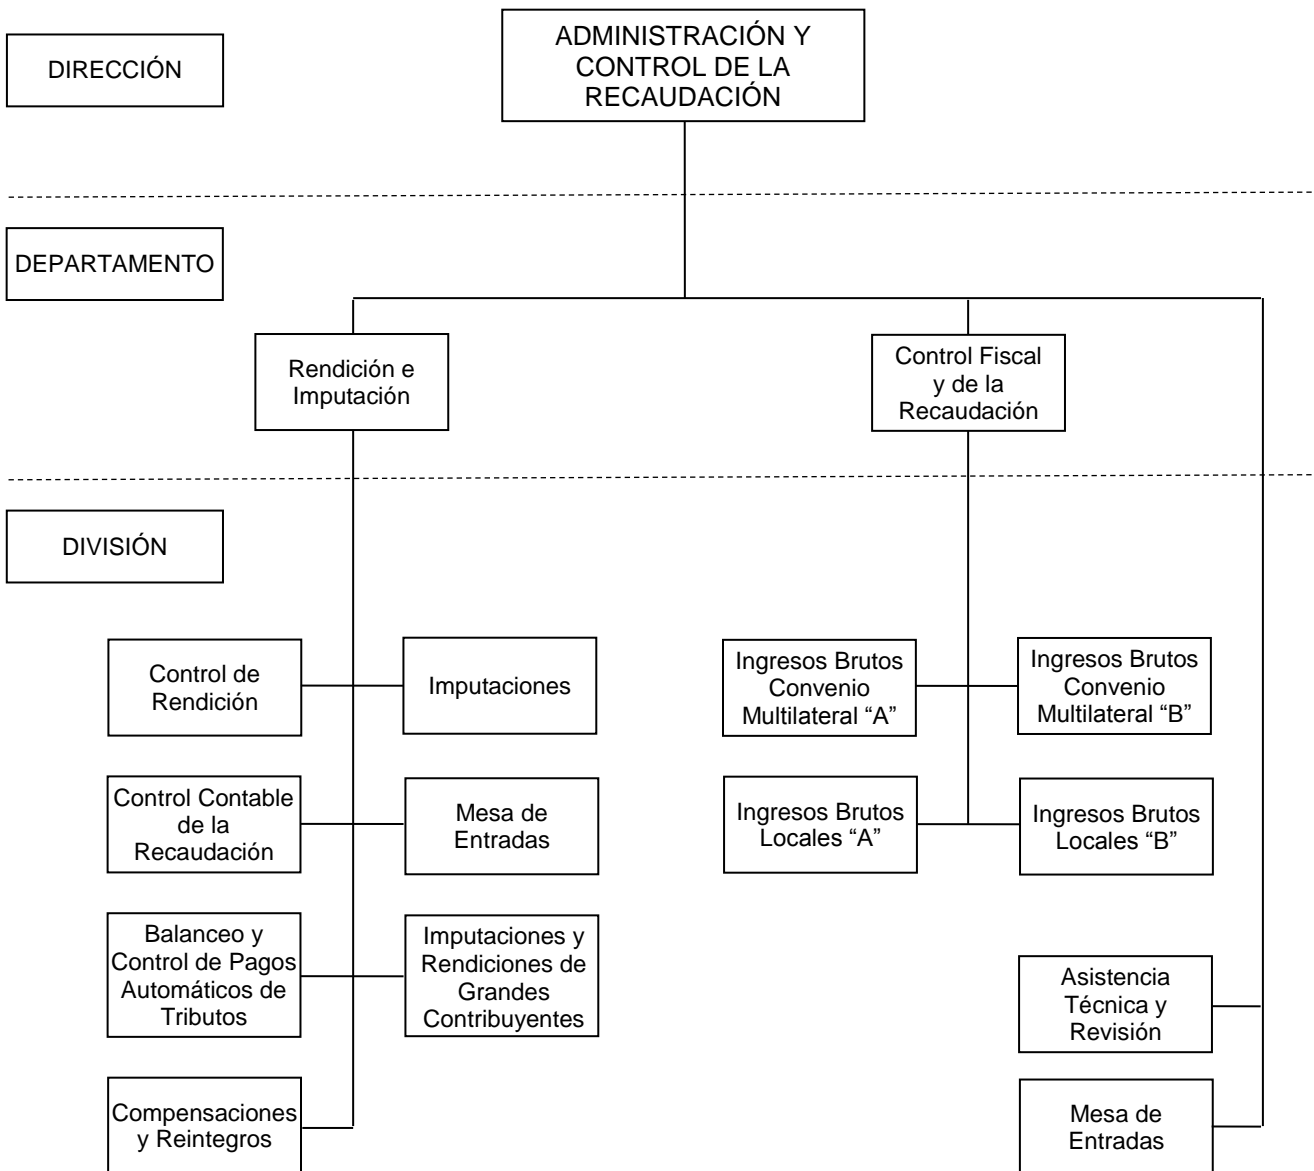 DIRECCIÓN
ADMINISTRACIÓN Y
CONTROL DE LA
RECAUDACIÓN
DEPARTAMENTO
Rendición e
Imputación
Control Fiscal
y de la
Recaudación
DIVISIÓN
Control de
Rendición
Imputaciones
Ingresos Brutos
Convenio
Multilateral “A”
Ingresos Brutos
Convenio
Multilateral “B”
Control Contable
de la
Recaudación
Mesa de
Entradas
Ingresos Brutos
Locales “A”
Ingresos Brutos
Locales “B”
Balanceo y
Control de Pagos
Automáticos de
Tributos
Imputaciones y
Rendiciones de
Grandes
Contribuyentes
Asistencia
Técnica y
Revisión
Compensaciones
y Reintegros
Mesa de
Entradas